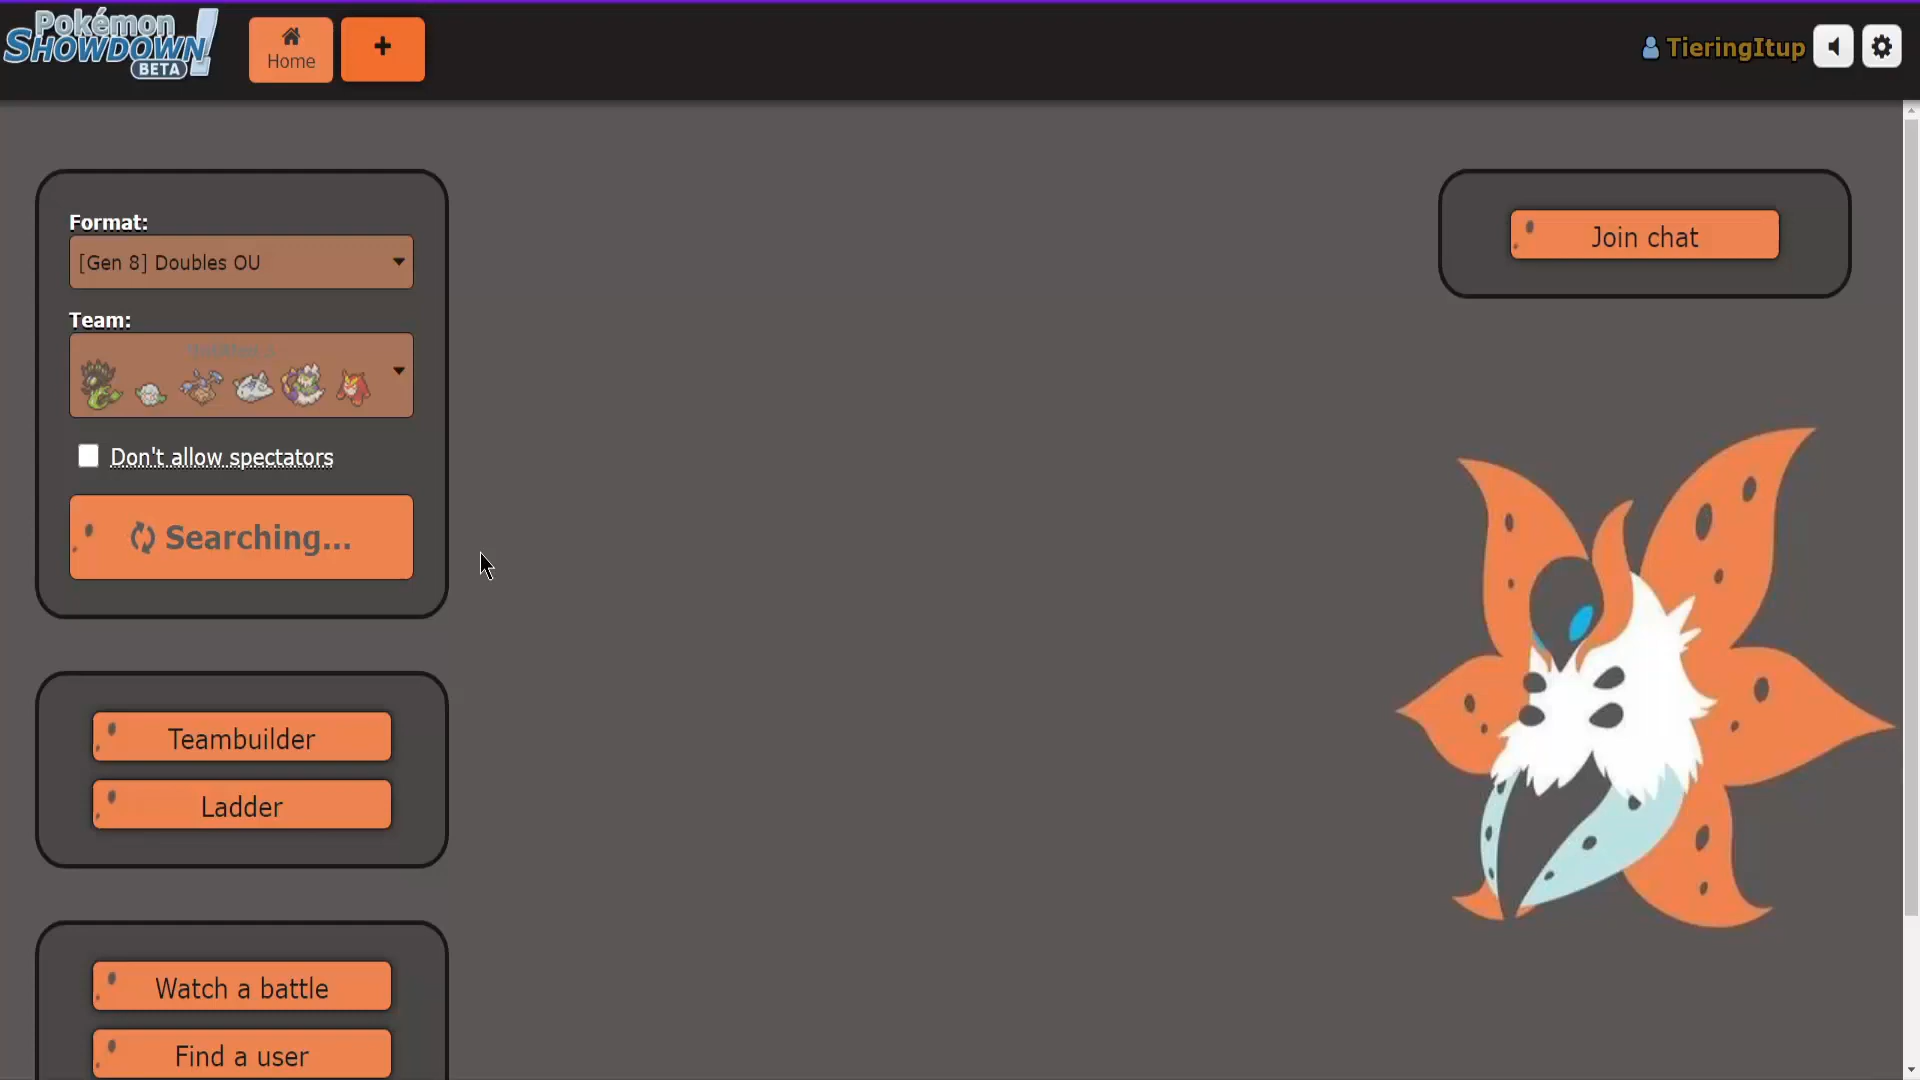 Pokémon
SHOWDOWN!
BETA
Home
+
TieringItup
Format:
[Gen 8] Doubles OU
Team:
Don't allow spectators
Searching...
Teambuilder
Ladder
Watch a battle
Find a user
Join chat